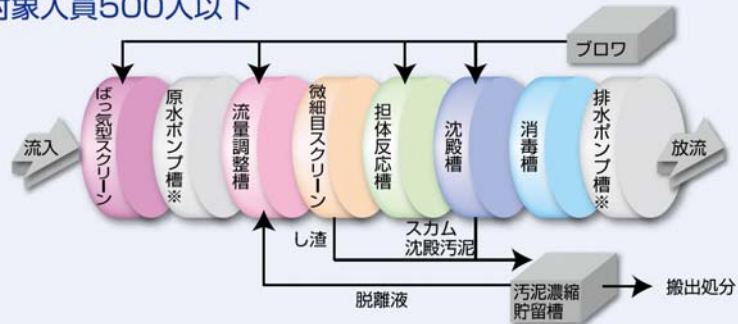 対象人員500人以下
ブロワ
流入
ばっ気型スクリーン
原水ポンプ槽※
流量調整槽
微細目スクリーン
担体反応槽
沈殿槽
消毒槽
排水ポンプ槽※
放流
し渣
スカム
沈殿汚泥
脱離液
汚泥濃縮
貯留槽
搬出処分